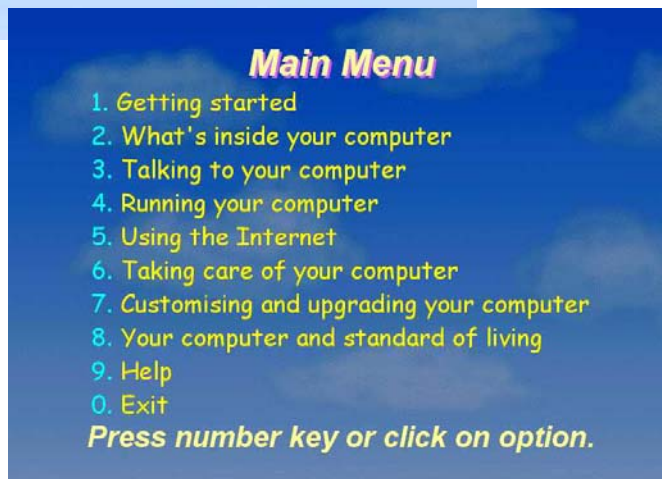 Main Menu
1. Getting started
2. What's inside your computer
3. Talking to your computer
4. Running your computer
5. Using the Internet
6. Taking care of your computer
7. Customising and upgrading your computer
8. Your computer and standard of living
9. Help
0. Exit
Press number key or click on option.